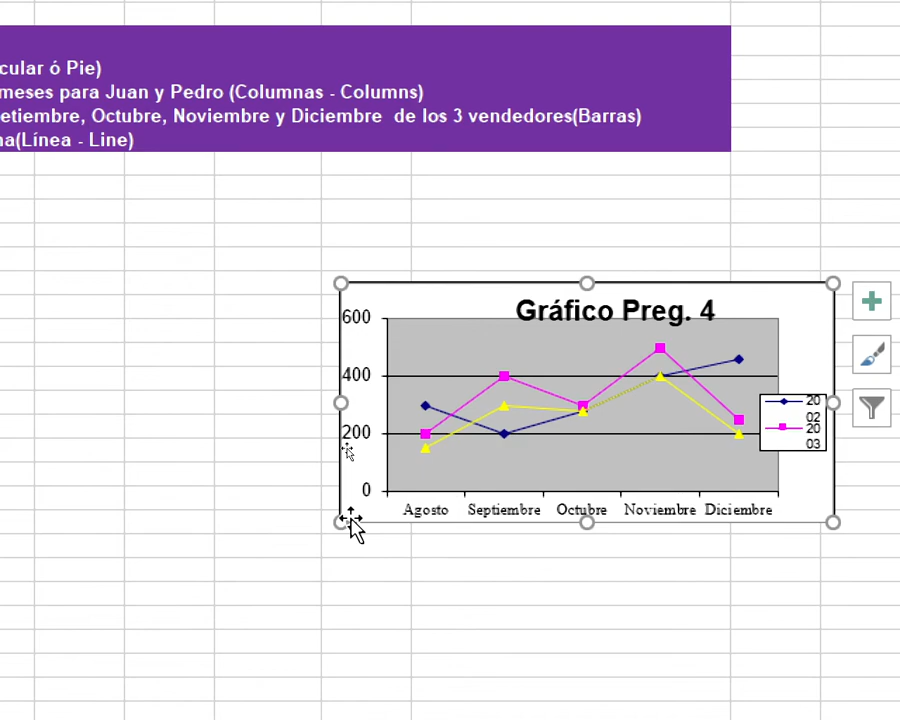 cular ó Pie)
meses para Juan y Pedro (Columnas - Columns)
etiembre, Octubre, Noviembre y Diciembre  de los 3 vendedores(Barras)
na(Línea - Line)
Gráfico Preg. 4
600
400
200
0
Agosto Septiembre Octubre Noviembre Diciembre
20
02
20
03